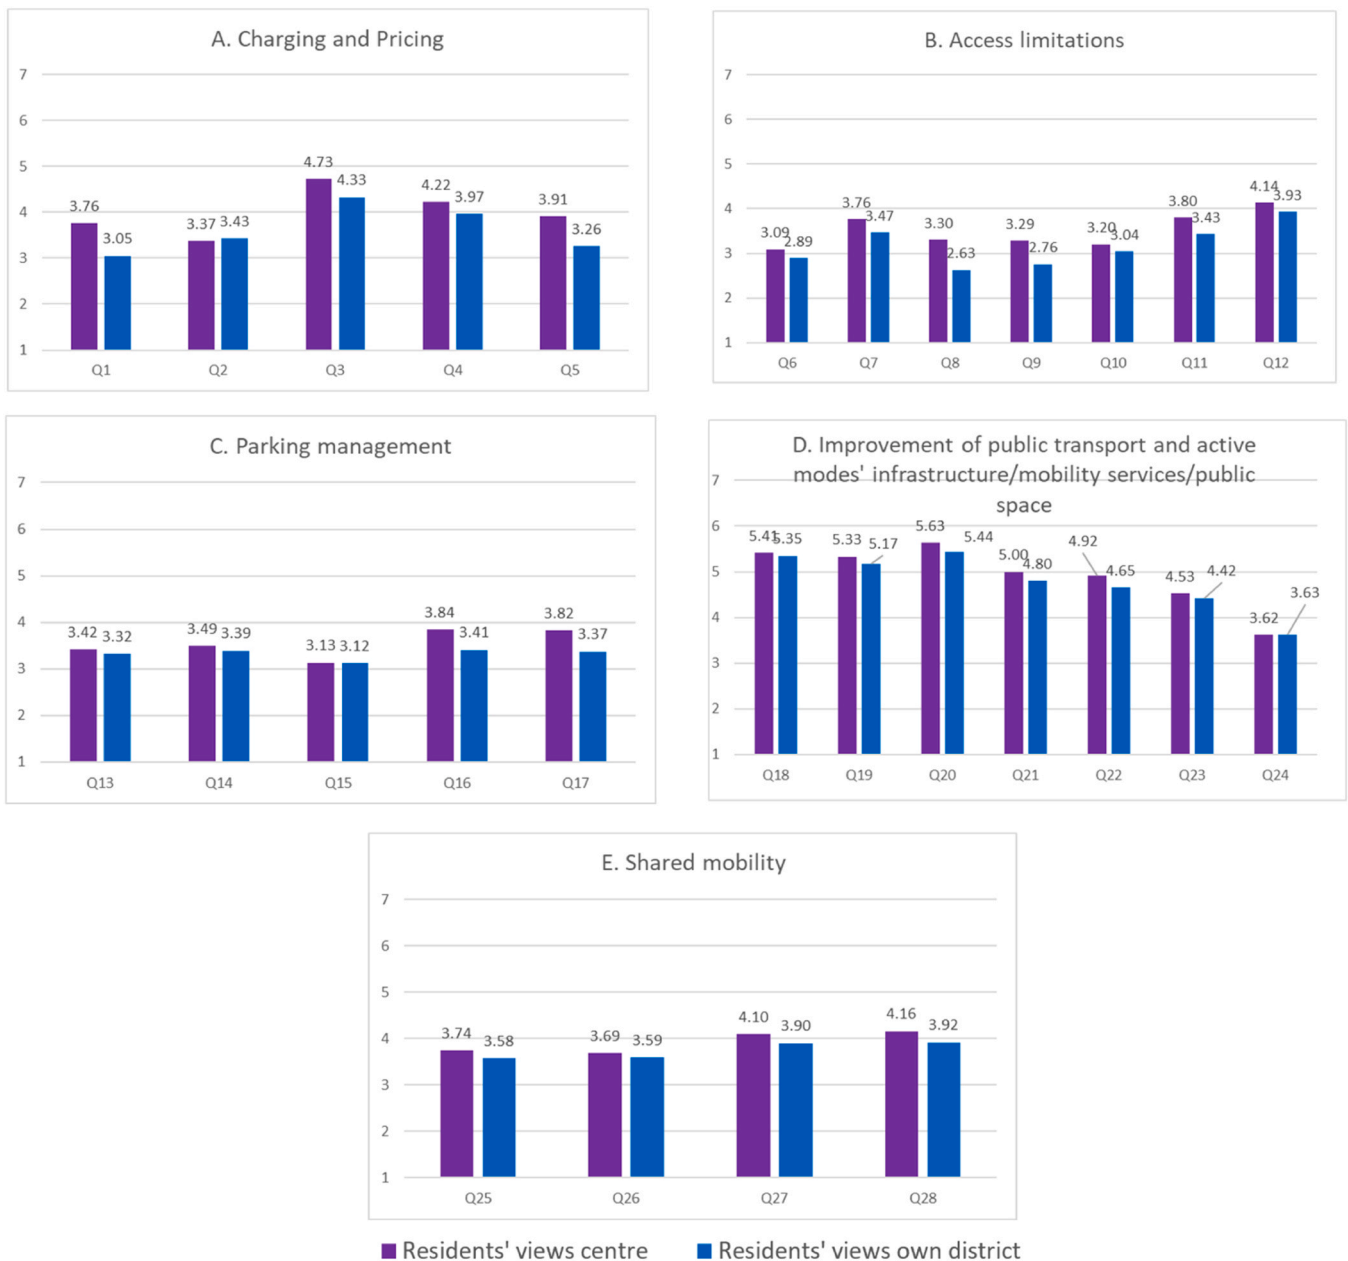 A. Charging and Pricing
7
6
5
4
3
2
1
3.76
3.05
3.37
3.43
4.73
4.33
4.22
3.97
3.91
3.26
Q1
Q2
Q3
Q4
Q5
B. Access limitations
7
6
5
4
3
2
1
3.09
2.89
3.76
3.47
3.30
2.63
3.29
2.76
3.20
3.04
3.80
3.43
4.14
3.93
Q6
Q7
Q8
Q9
Q10
Q11
Q12
C. Parking management
7
6
5
4
3
2
1
3.42
3.32
3.49
3.39
3.13
3.12
3.84
3.41
3.82
3.37
Q13
Q14
Q15
Q16
Q17
D. Improvement of public transport and active
modes' infrastructure/mobility services/public
space
7
6
5
4
3
2
1
5.41
5.35
5.33
5.17
5.63
5.44
5.00
4.80
4.92
4.65
4.53
4.42
3.62
3.63
Q18
Q19
Q20
Q21
Q22
Q23
Q24
E. Shared mobility
7
6
5
4
3
2
1
3.74
3.58
3.69
3.59
4.10
3.90
4.16
3.92
Q25
Q26
Q27
Q28
Residents' views centre
Residents' views own district